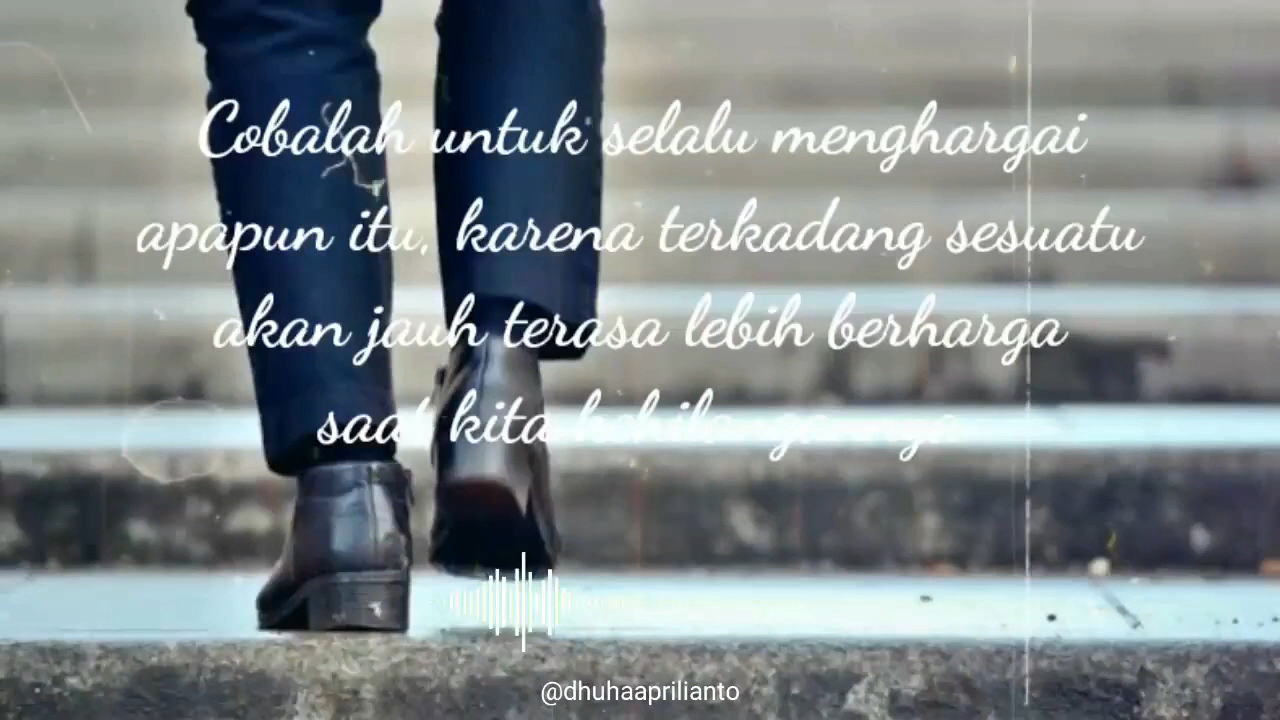 Cobalah untuk selalu menghargai
apapun itu, karena terkadang sesuatu
akan jauh terasa lebih berharga
saat kita kehilangannya
@dhuhaaprilianto